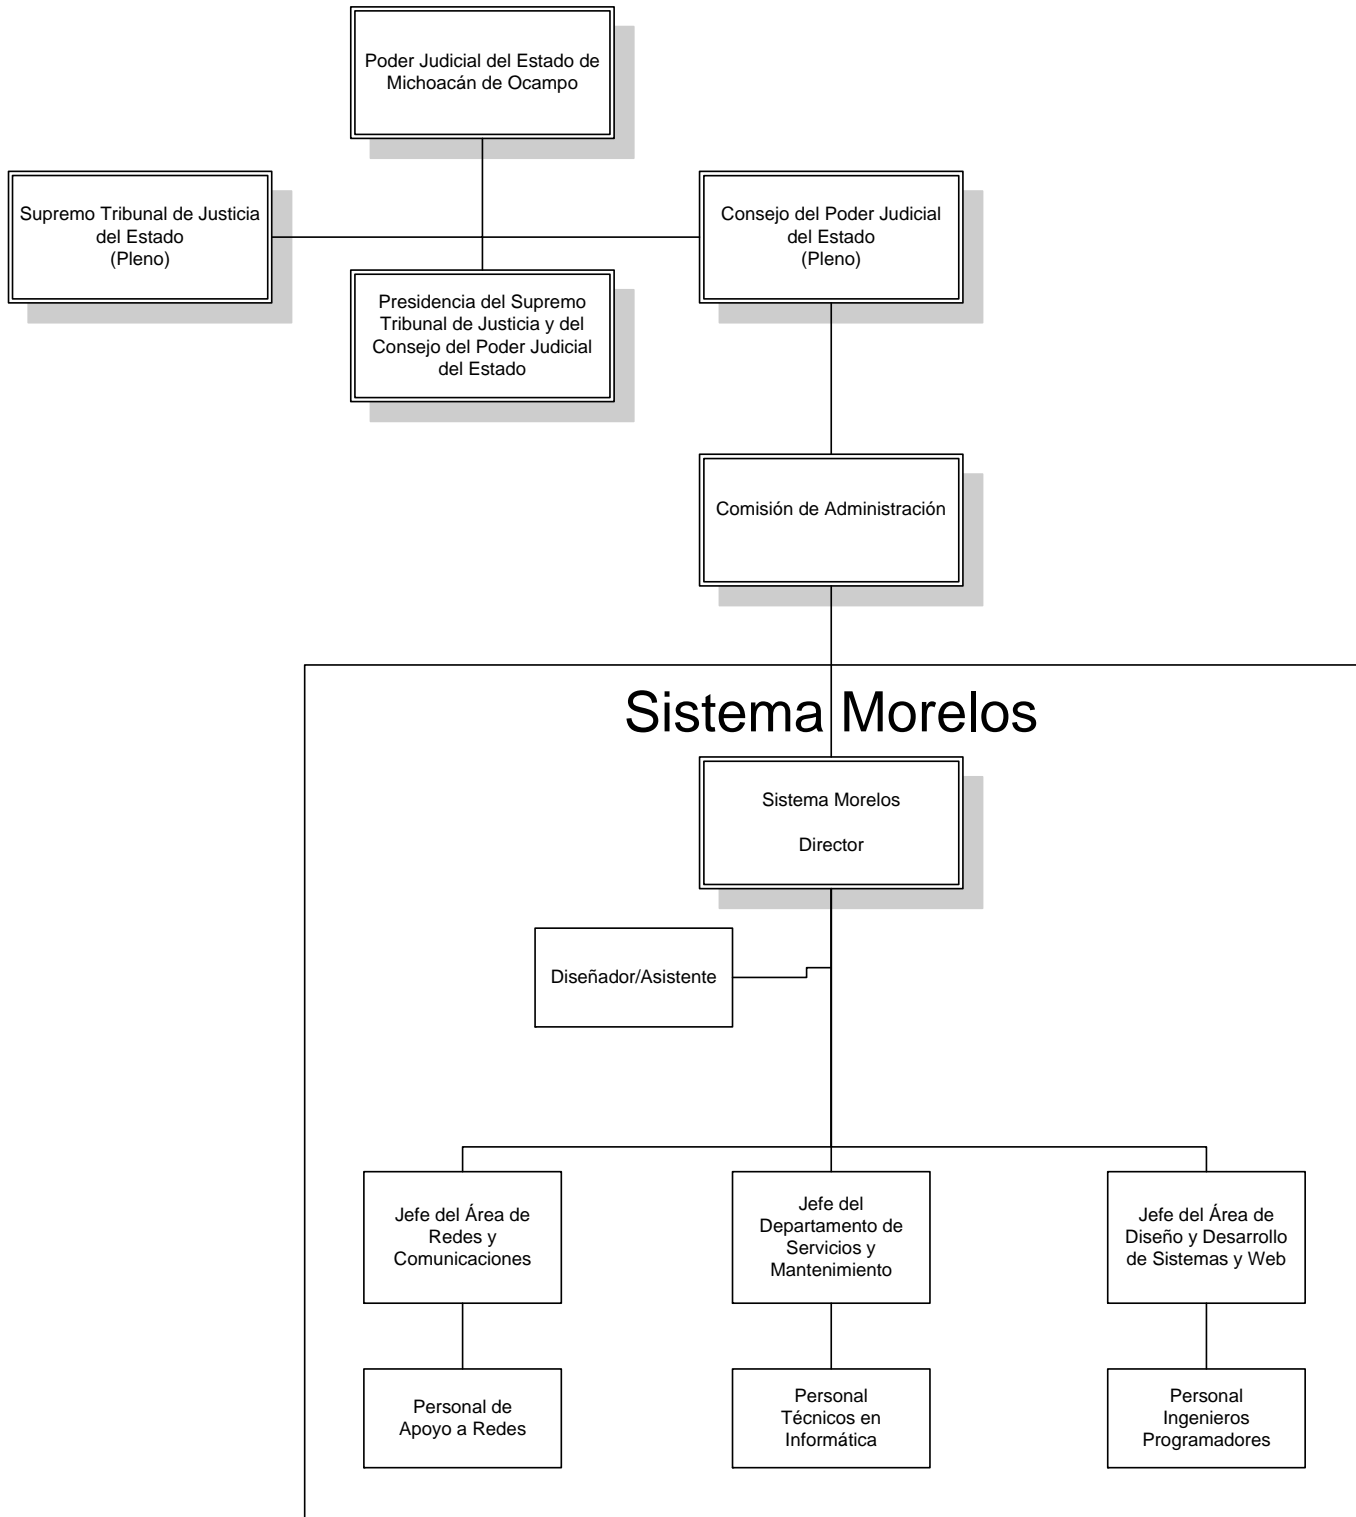 Poder Judicial del Estado de
Michoacán de Ocampo
Supremo Tribunal de Justicia
del Estado
(Pleno)
Consejo del Poder Judicial
del Estado
(Pleno)
Presidencia del Supremo
Tribunal de Justicia y del
Consejo del Poder Judicial
del Estado
Comisión de Administración
Sistema Morelos
Sistema Morelos
Director
Diseñador/Asistente
Jefe del Área de
Redes y
Comunicaciones
Jefe del
Departamento de
Servicios y
Mantenimiento
Jefe del Área de
Diseño y Desarrollo
de Sistemas y Web
Personal de
Apoyo a Redes
Personal
Técnicos en
Informática
Personal
Ingenieros
Programadores